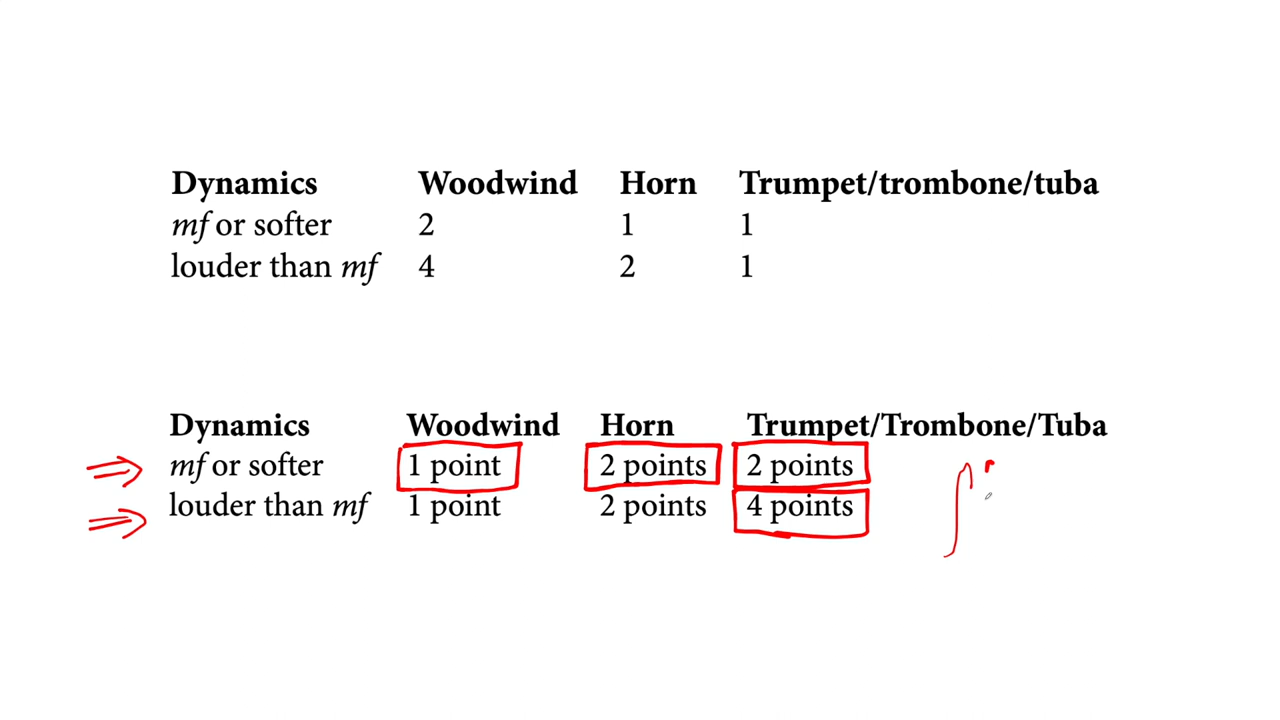 Dynamics Woodwind Horn Trumpet/trombone/tuba
mf or softer 2 1 1
louder than mf 4 2 1
Dynamics Woodwind Horn Trumpet/Trombone/Tuba
mf or softer 1 point 2 points 2 points
louder than mf 1 point 2 points 4 points